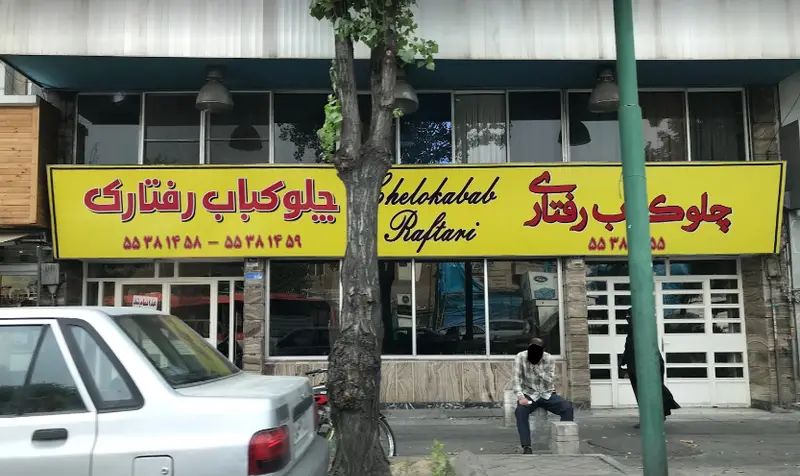 چلوکباب رفتاری
۵۵۳۸۱۴۵۸ - ۵۵۳۸۱۴۵۹
Chelokabab
Raftari
چلوکباب رفتاری